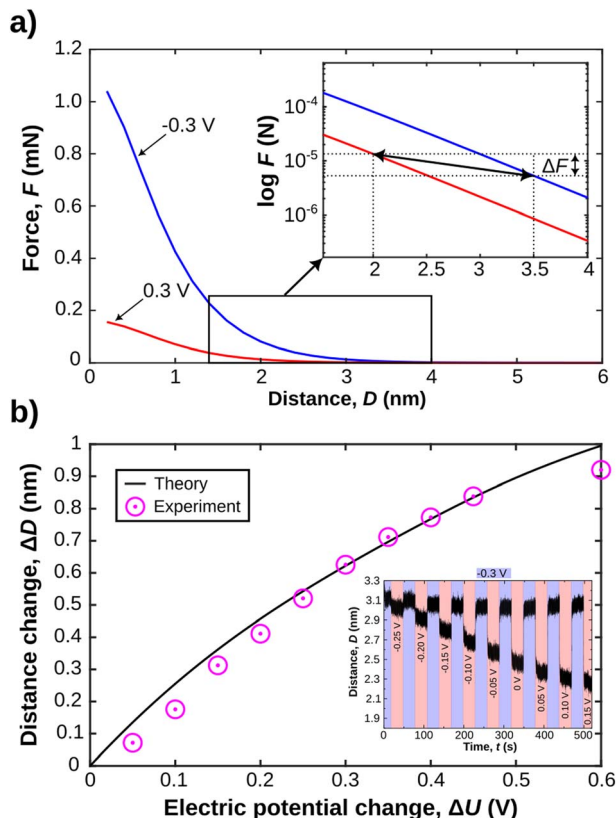 a)
1.2
1.0
0.8
0.6
0.4
0.2
0
Force, F (mN)
-0.3 V
0.3 V
0 1 2 3 4 5 6
Distance, D (nm)
log F (N)
10⁻⁴
10⁻⁵
10⁻⁶
2 2.5 3 3.5 4
ΔF
b)
1
0.9
0.8
0.7
0.6
0.5
0.4
0.3
0.2
0.1
0
Distance change, ΔD (nm)
Theory
Experiment
0.1 0.2 0.3 0.4 0.5 0.6
Electric potential change, ΔU (V)
-0.3 V
3.3
3.1
2.9
2.7
2.5
2.3
2.1
1.9
Distance, D (nm)
-0.25 V
-0.20 V
-0.15 V
-0.10 V
-0.05 V
0 V
0.05 V
0.10 V
0.15 V
0 100 200 300 400 500
Time, t (s)